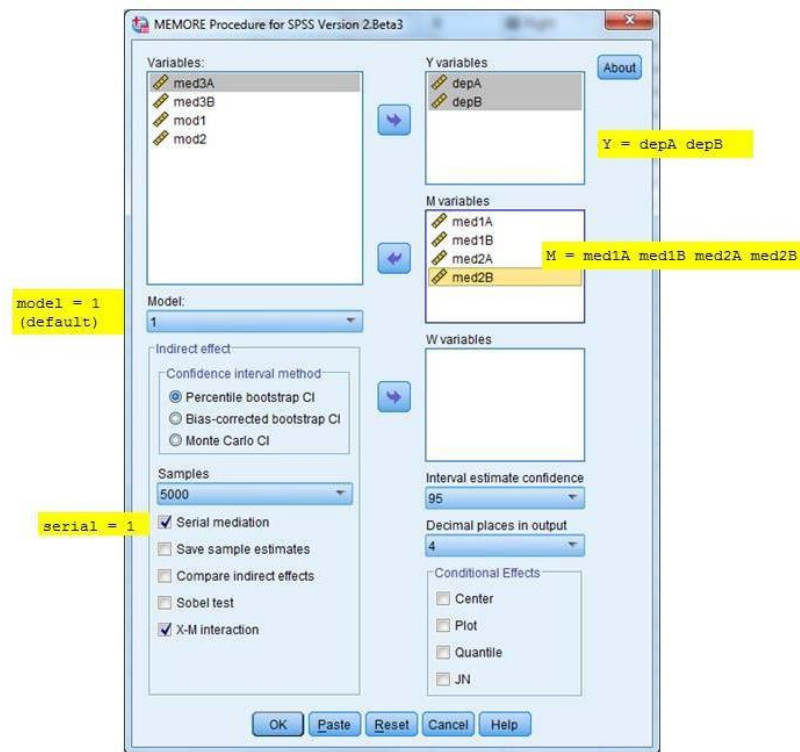 MEMORE Procedure for SPSS Version 2.Beta3
Variables:
med3A
med3B
mod1
mod2
Y variables
depA
depB
About
Y = depA depB
M variables
med1A
med1B
med2A
med2B
M = med1A med1B med2A med2B
model = 1
(default)
Model:
1
W variables
Indirect effect
Confidence interval method
Percentile bootstrap CI
Bias-corrected bootstrap CI
Monte Carlo CI
Samples
5000
Interval estimate confidence
95
serial = 1
Serial mediation
Save sample estimates
Compare indirect effects
Sobel test
X-M interaction
Decimal places in output
4
Conditional Effects
Center
Plot
Quantile
JN
OK
Paste
Reset
Cancel
Help